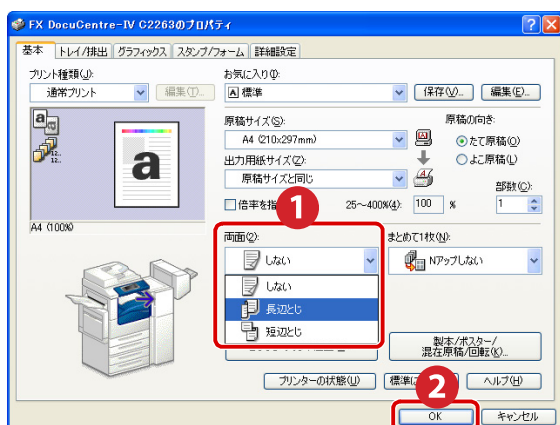 FX DocuCentre-IV C2263のプロパティ
基本 トレイ/排出 グラフィックス スタンプ/フォーム 詳細設定
プリント種類(J): お気に入り(I):
通常プリント 編集(T)... 標準 保存(V)... 編集(E)...
原稿サイズ(S): 原稿の向き:
A4 (210x297mm) たて原稿(O)
出力用紙サイズ(Z): よこ原稿(L)
原稿サイズと同じ 部数(C):
倍率を指 1 25～400%(4): 100 % 1
a
12..
12..
a
A4 (100%)
両面(2): まとめて1枚(N):
しない Nアップしない
しない
長辺とじ
短辺とじ
製本/ポスター/
混在原稿/回転(K)...
プリンターの状態(U) 標準に 2 ヘルプ(H)
OK キャンセル